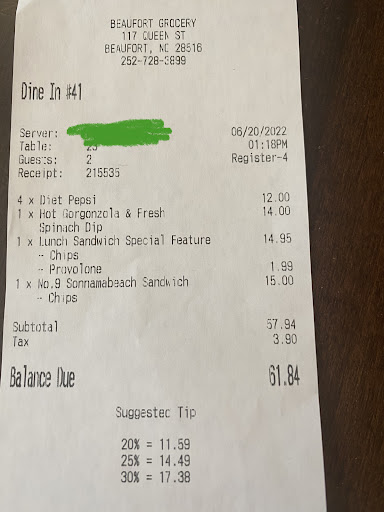 BEAUFORT GROCERY
117 QUEEN ST
BEAUFORT, NC 28516
252-728-3899
Dine In #41
Server: 06/20/2022
Table: 01:18PM
Guests: 2 Register-4
Receipt: 215535
4 x Diet Pepsi 12.00
1 x Hot Gorgonzola & Fresh 14.00
Spinach Dip
1 x Lunch Sandwich Special Feature 14.95
- Chips
- Provolone 1.99
1 x No.9 Sonnamabeach Sandwich 15.00
- Chips
Subtotal 57.94
Tax 3.90
Balance Due 61.84
Suggested Tip
20% = 11.59
25% = 14.49
30% = 17.38